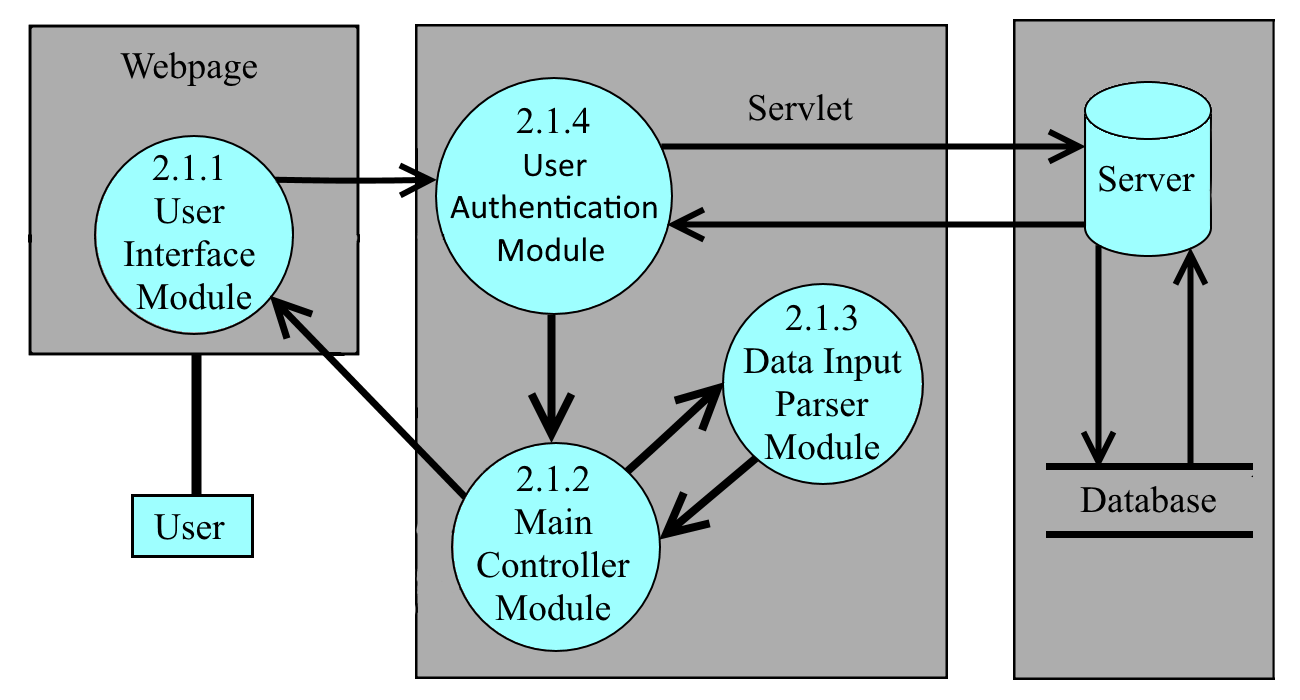 Webpage
2.1.1
User
Interface
Module
User
2.1.4
User
Authentication
Module
Servlet
2.1.3
Data Input
Parser
Module
2.1.2
Main
Controller
Module
Server
Database